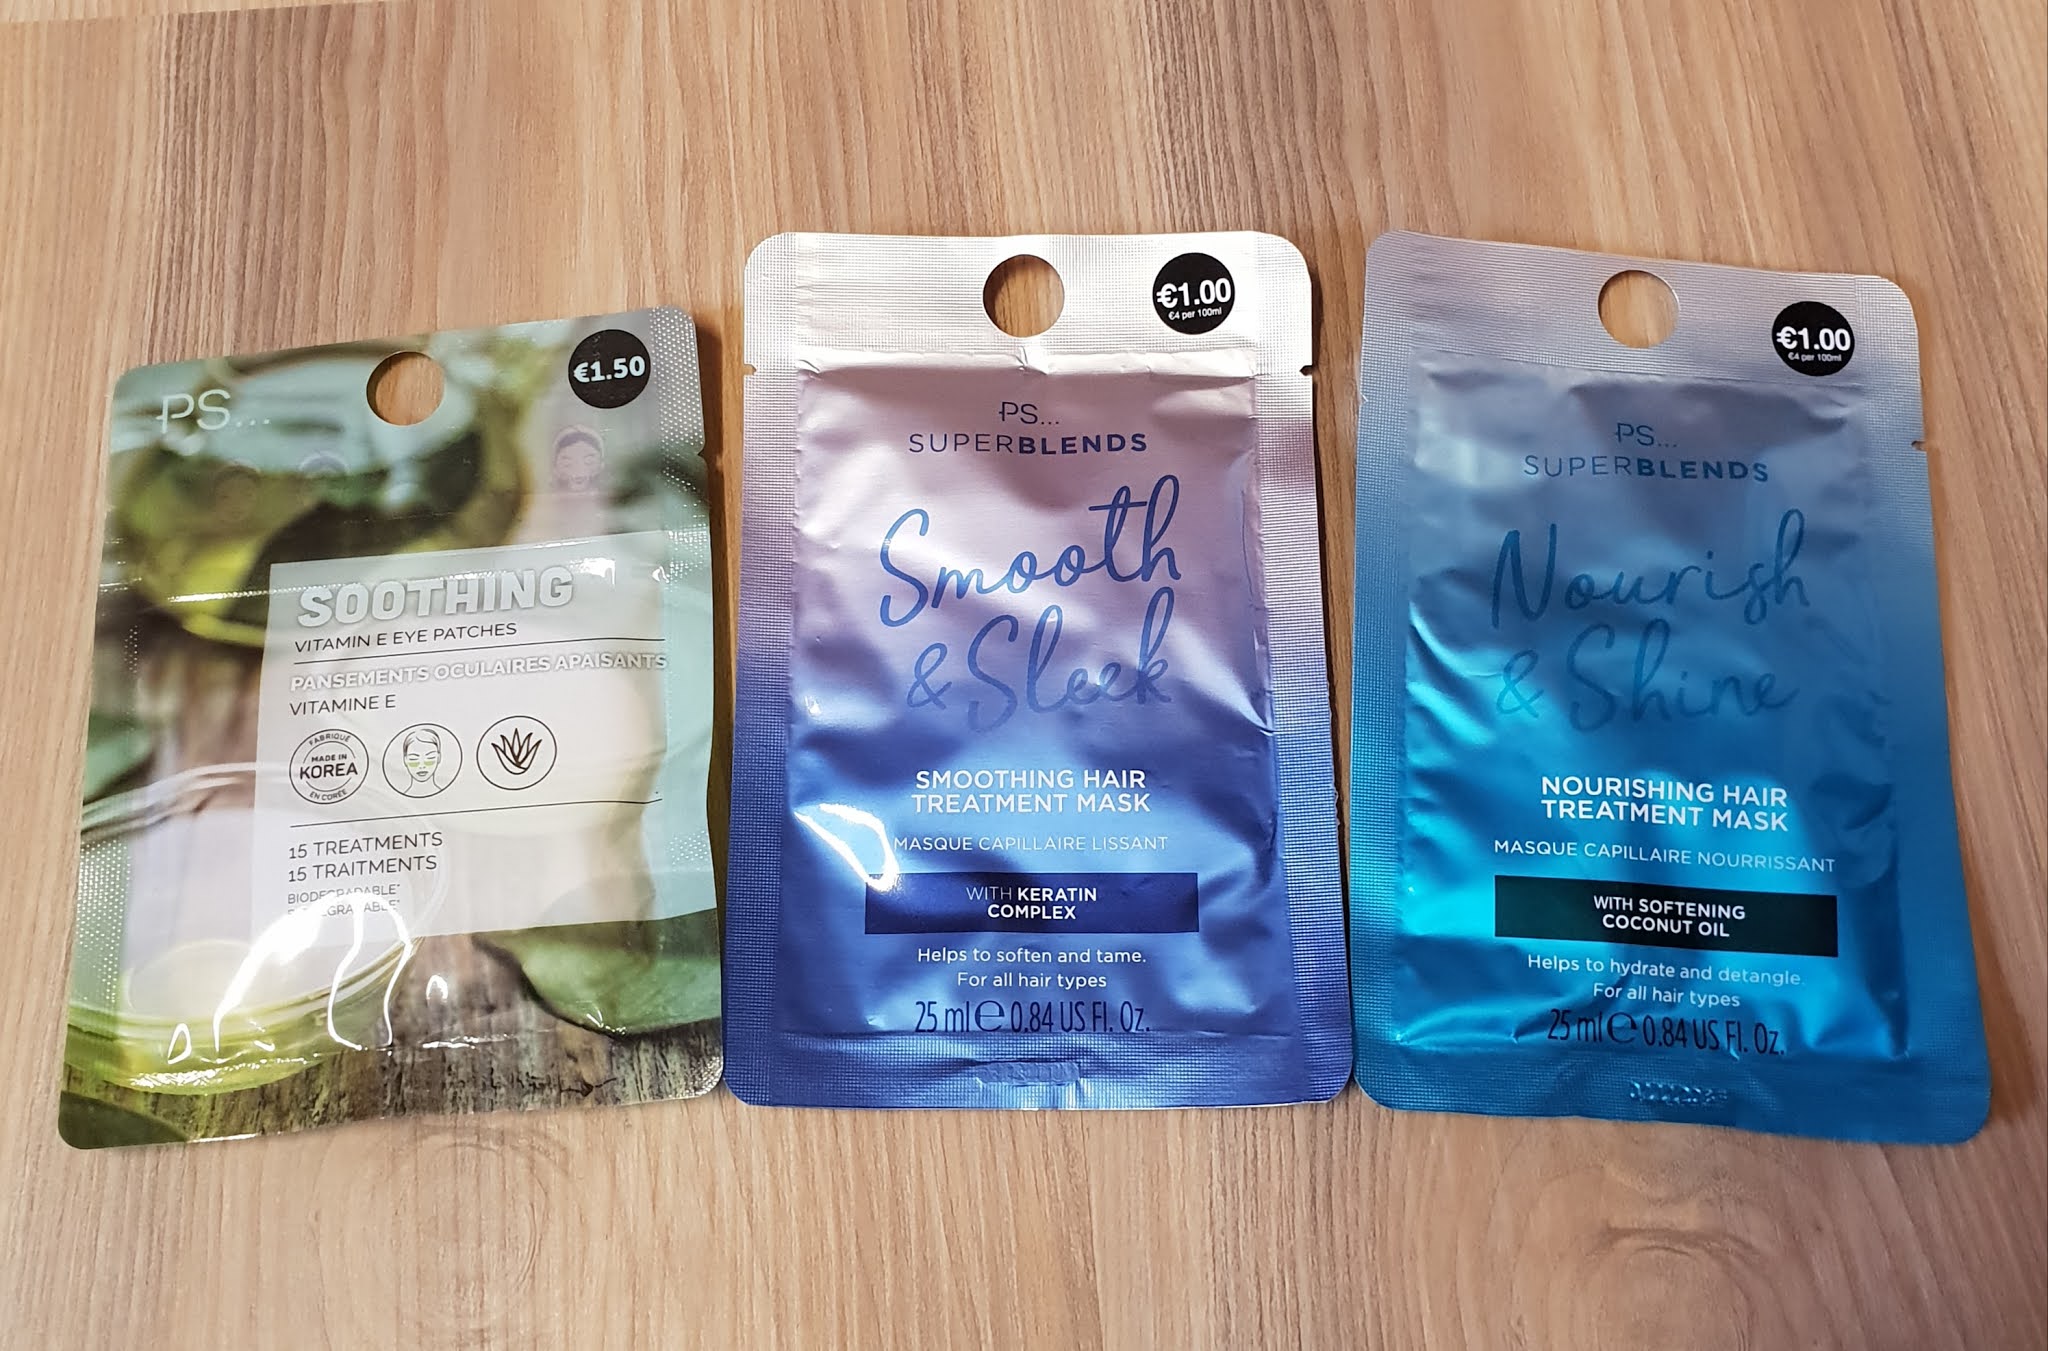 PS...
€1.50
SOOTHING
VITAMIN E EYE PATCHES
PANSEMENTS OCULAIRES APAISANTS
VITAMINE E
FABRIQUÉ
MADE IN
KOREA
EN CORÉE
15 TREATMENTS
15 TRAITMENTS
BIODEGRADABLE*
€1.00
€4 per 100ml
PS...
SUPERBLENDS
Smooth
& Sleek
SMOOTHING HAIR
TREATMENT MASK
MASQUE CAPILLAIRE LISSANT
WITH KERATIN
COMPLEX
Helps to soften and tame.
For all hair types
25 ml e 0.84 US Fl. Oz.
€1.00
€4 per 100ml
PS...
SUPERBLENDS
Nourish
& Shine
NOURISHING HAIR
TREATMENT MASK
MASQUE CAPILLAIRE NOURRISSANT
WITH SOFTENING
COCONUT OIL
Helps to hydrate and detangle.
For all hair types
25 ml e 0.84 US Fl. Oz.